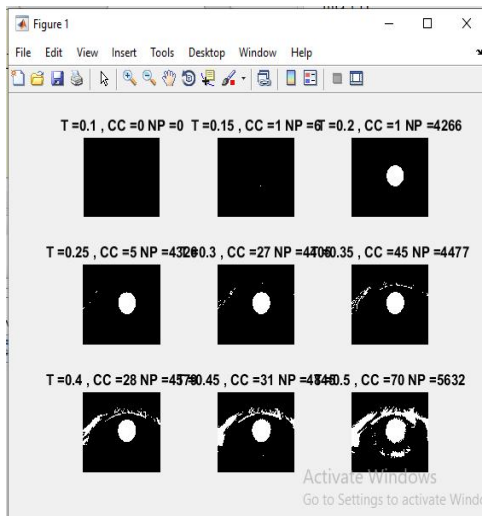 Figure 1
File Edit View Insert Tools Desktop Window Help
T =0.1 , CC =0 NP =0 T =0.15 , CC =1 NP =6 T =0.2 , CC =1 NP =4266
T =0.25 , CC =5 NP =4326 T =0.3 , CC =27 NP =4406 T =0.35 , CC =45 NP =4477
T =0.4 , CC =28 NP =4579 T =0.45 , CC =31 NP T =0.5 , CC =70 NP =5632
Activate Windows
Go to Settings to activate Windo